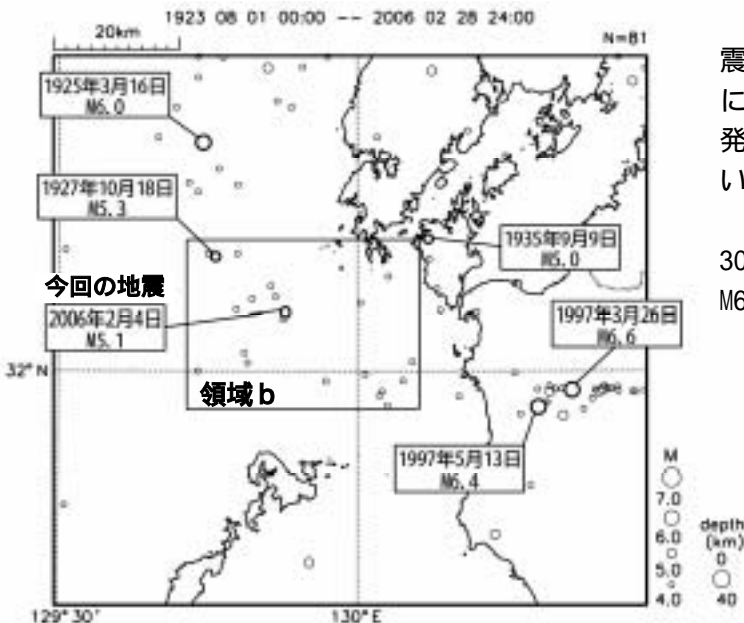 1923 08 01 00:00 -- 2006 02 28 24:00
20km
N=81
1925年3月16日
M6.0
1927年10月18日
M5.3
今回の地震
2006年2月4日
M5.1
1935年9月9日
M5.0
1997年3月26日
M6.6
32°N
領域b
1997年5月13日
M6.4
M
7.0
6.0
5.0
4.0
depth
(km)
0
40
129°30'
130°E
震
に
発
い
30
M6